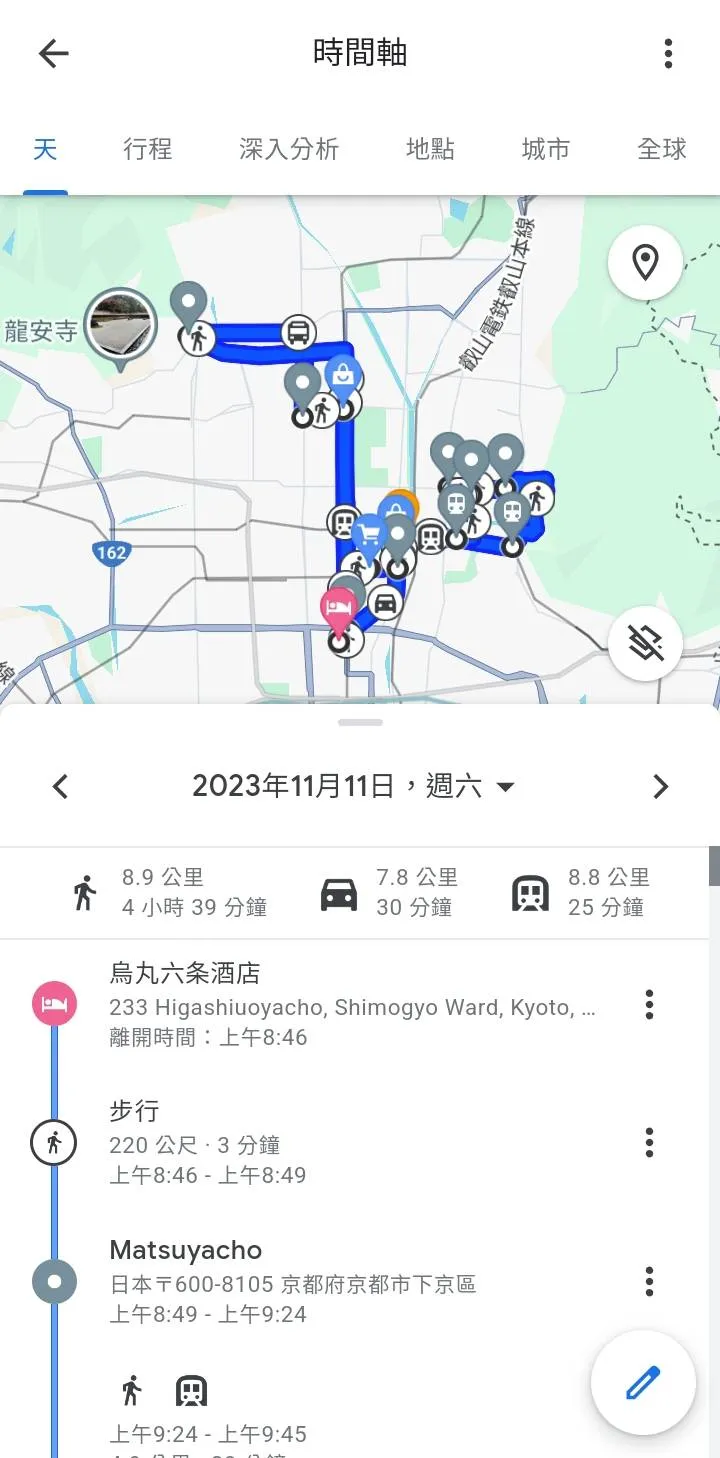 時間軸
天
行程
深入分析
地點
城市
全球
叡山電鉄叡山本線
龍安寺
162
線
2023年11月11日，週六
8.9 公里
4 小時 39 分鐘
7.8 公里
30 分鐘
8.8 公里
25 分鐘
烏丸六条酒店
233 Higashiuoyacho, Shimogyo Ward, Kyoto, ...
離開時間：上午8:46
步行
220 公尺 · 3 分鐘
上午8:46 - 上午8:49
Matsuyacho
日本〒600-8105 京都府京都市下京區
上午8:49 - 上午9:24
上午9:24 - 上午9:45